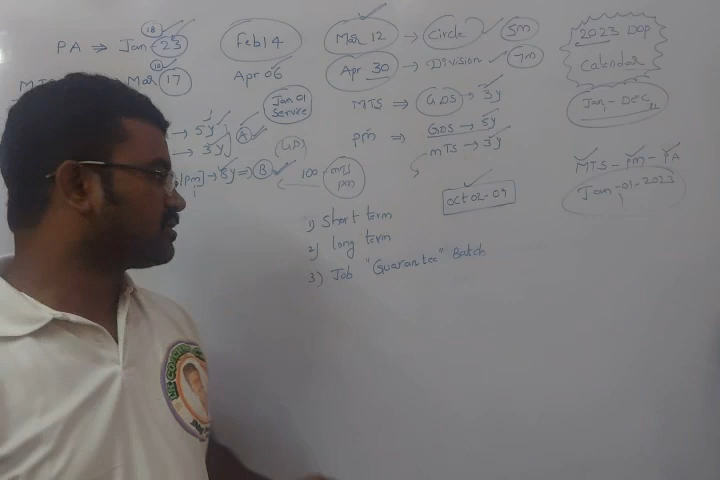 18
PA ⇒ Jan-23
Feb 14
Mar 12 → Circle 5m
MTS
18
Mar 17
Apr 06
Apr 30 → Division 7m
Jan 01
Service
MTS ⇒ GDS → 3y
→ 5y
→ 3y
A
GDS
pm ⇒ GDS → 5y
MTS → 3y
[Pm] → 8y ⇒ B
100
MTS
pm
OCT 02-09
1) Short term
2) long term
3) Job "Guarantee" Batch
2023 Dop
Calendar
Jan - Dec
MTS - pm - PA
Jan-01-2023